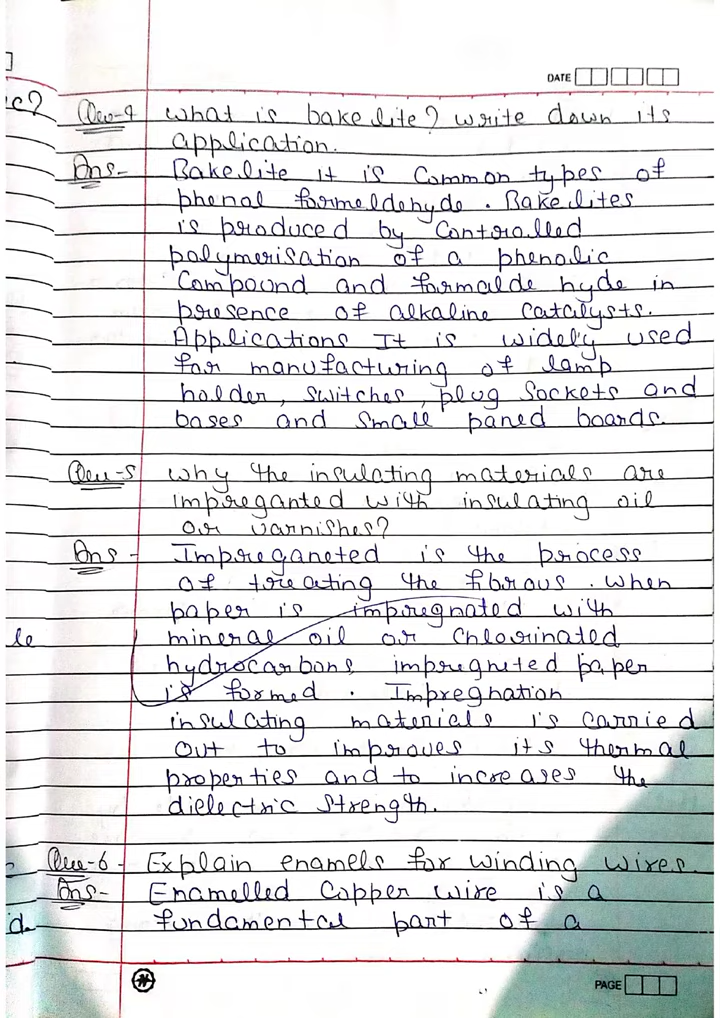 DATE
c?
Que-4 what is bakelite? write down its
application.
Ans- Bakelite it is Common types of
phenal formeldehyde. Bakelites
is produced by Controlled
polymerisation of a phenolic
Compound and formaldehyde in
presence of alkaline catalysts.
Applications It is widely used
for manufacturing of lamp
holder, switches, plug Sockets and
bases and small paned boards.
Que-5 why the insulating materials are
impreganted with insulating oil
or varnishes?
Ans- Impreganeted is the process
of treating the fibrous. when
paper is impregnated with
le mineral oil or Chlorinated
hydrocarbons impregneted paper
is formed. Impregnation
insulating materials is carried
out to improves its thermal
properties and to increases the
dielectric strength.
Que-6- Explain enamels for winding wires.
Ans- Enamelled Copper wire is a
d. fundamental part of a
PAGE